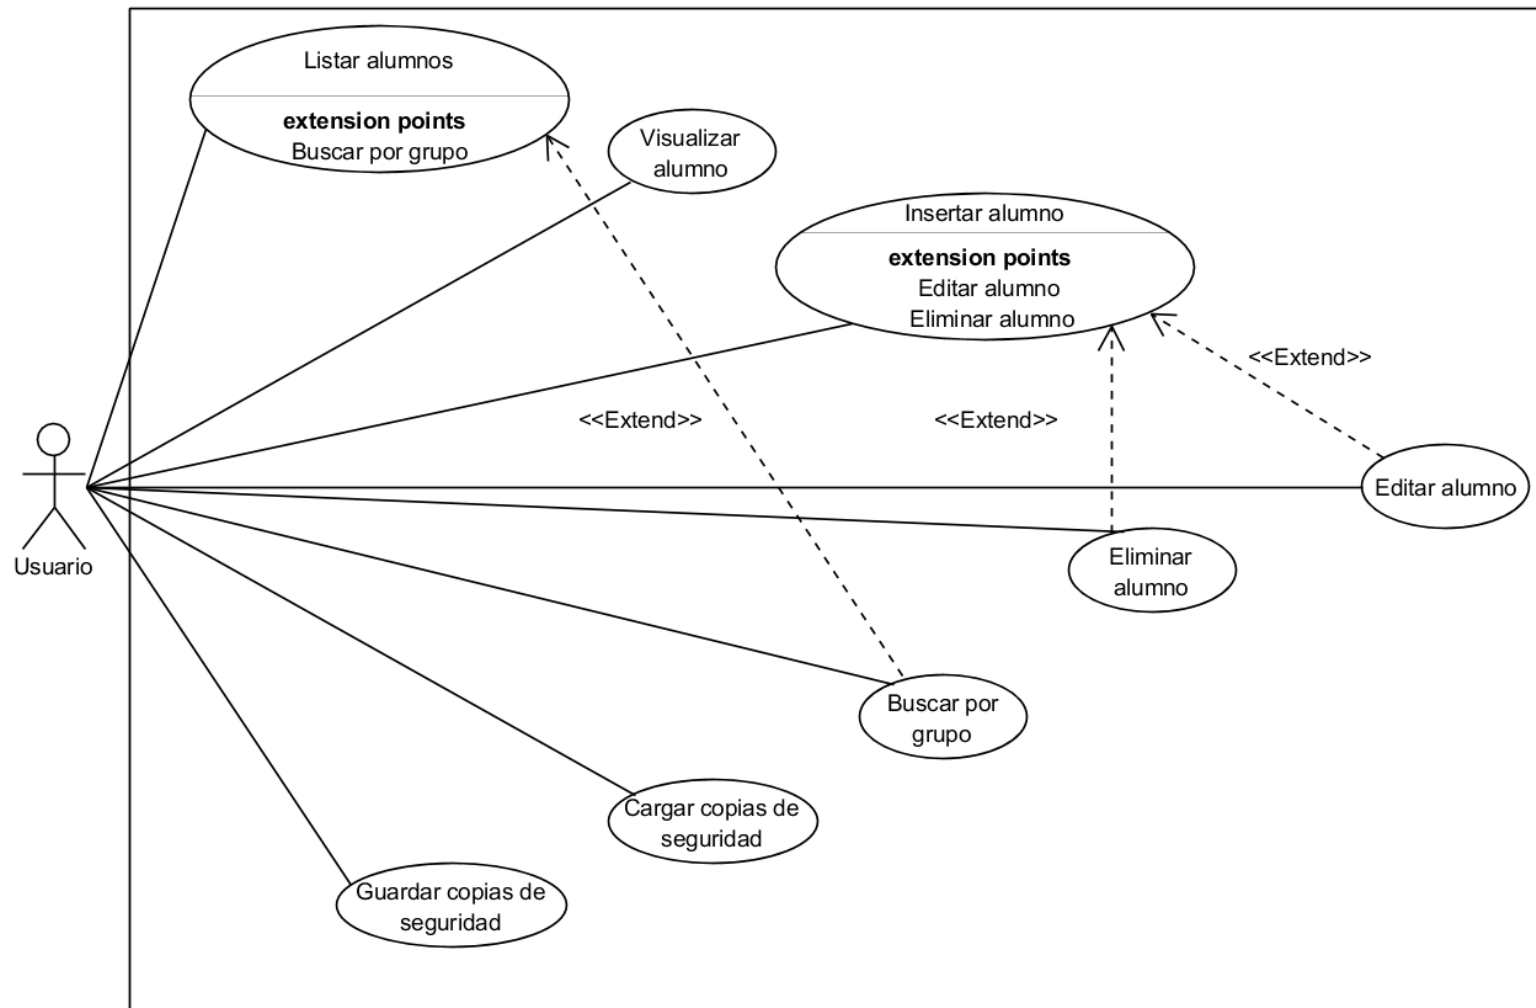 Listar alumnos
extension points
Buscar por grupo
Visualizar
alumno
Insertar alumno
extension points
Editar alumno
Eliminar alumno
<<Extend>>
<<Extend>>
<<Extend>>
Usuario
Editar alumno
Eliminar
alumno
Buscar por
grupo
Cargar copias de
seguridad
Guardar copias de
seguridad